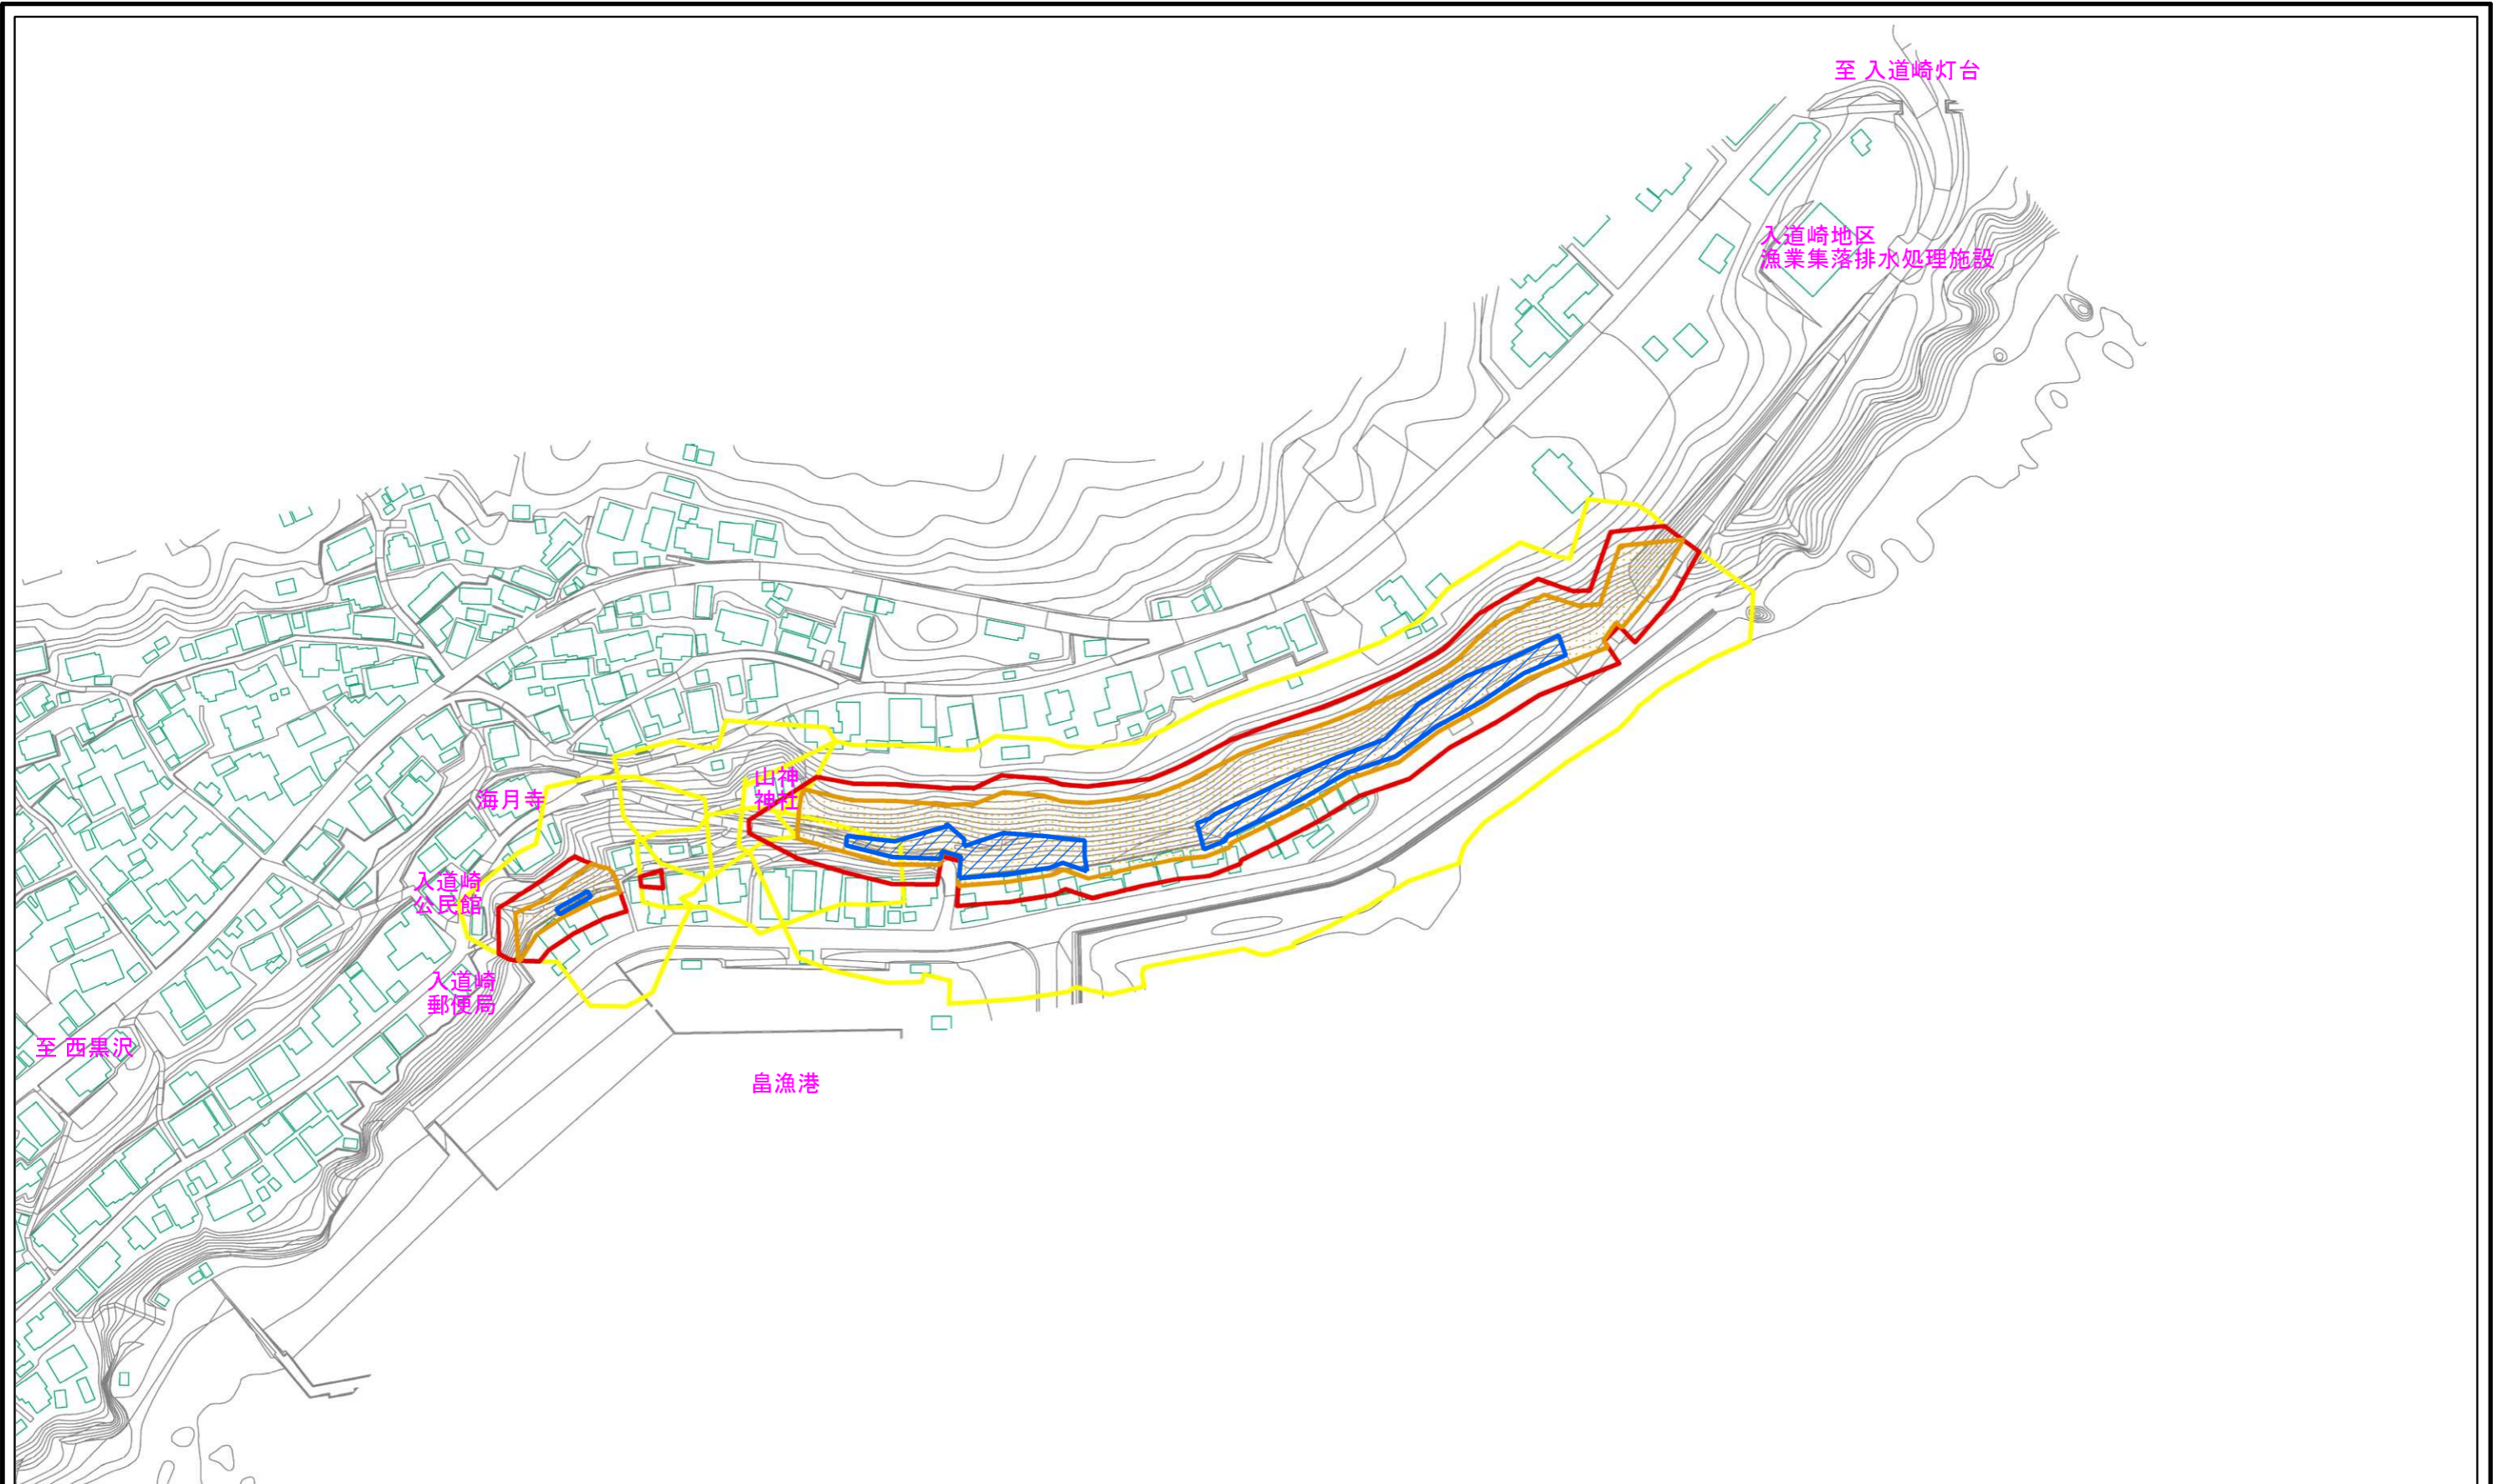 至 入道崎灯台
入道崎地区
漁業集落排水処理施設
山神
神社
海月寺
入道崎
公民館
入道崎
郵便局
至 西黒沢
畠漁港